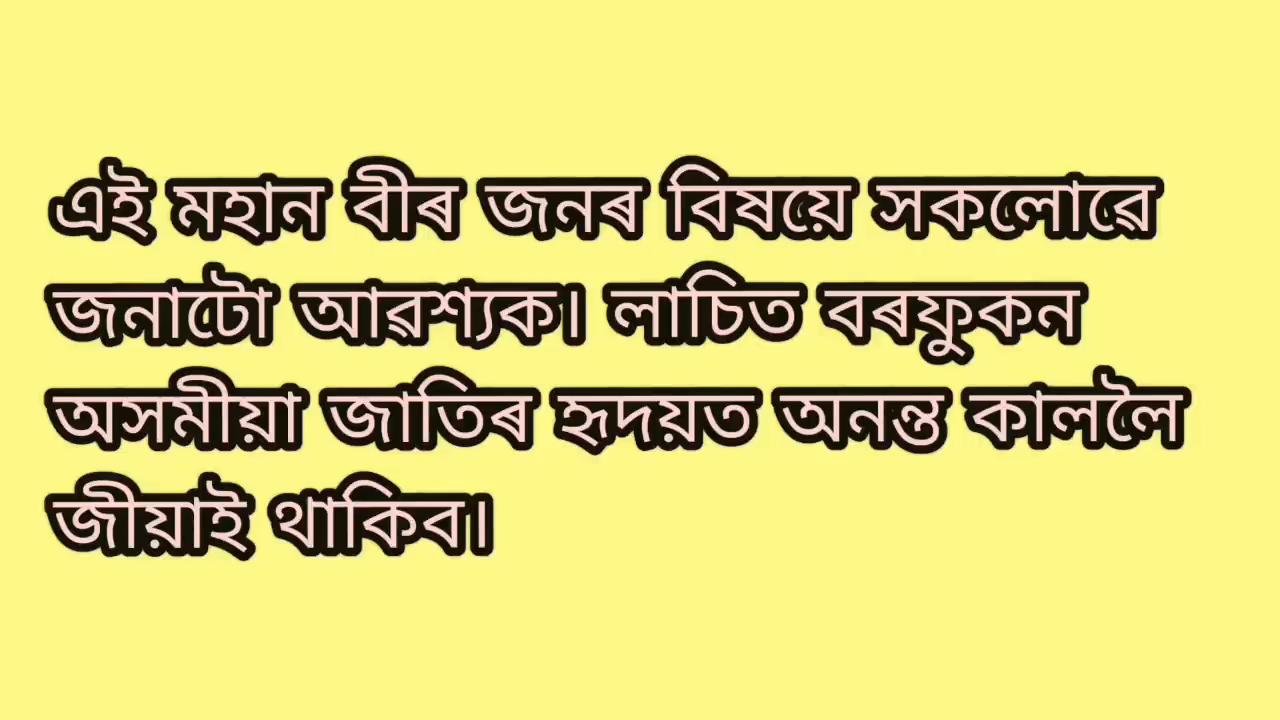 এই মহান বীৰ জনৰ বিষয়ে সকলোৱে
জনাটো আৱশ্যক। লাচিত বৰফুকন
অসমীয়া জাতিৰ হৃদয়ত অনন্ত কাললৈ
জীয়াই থাকিব।